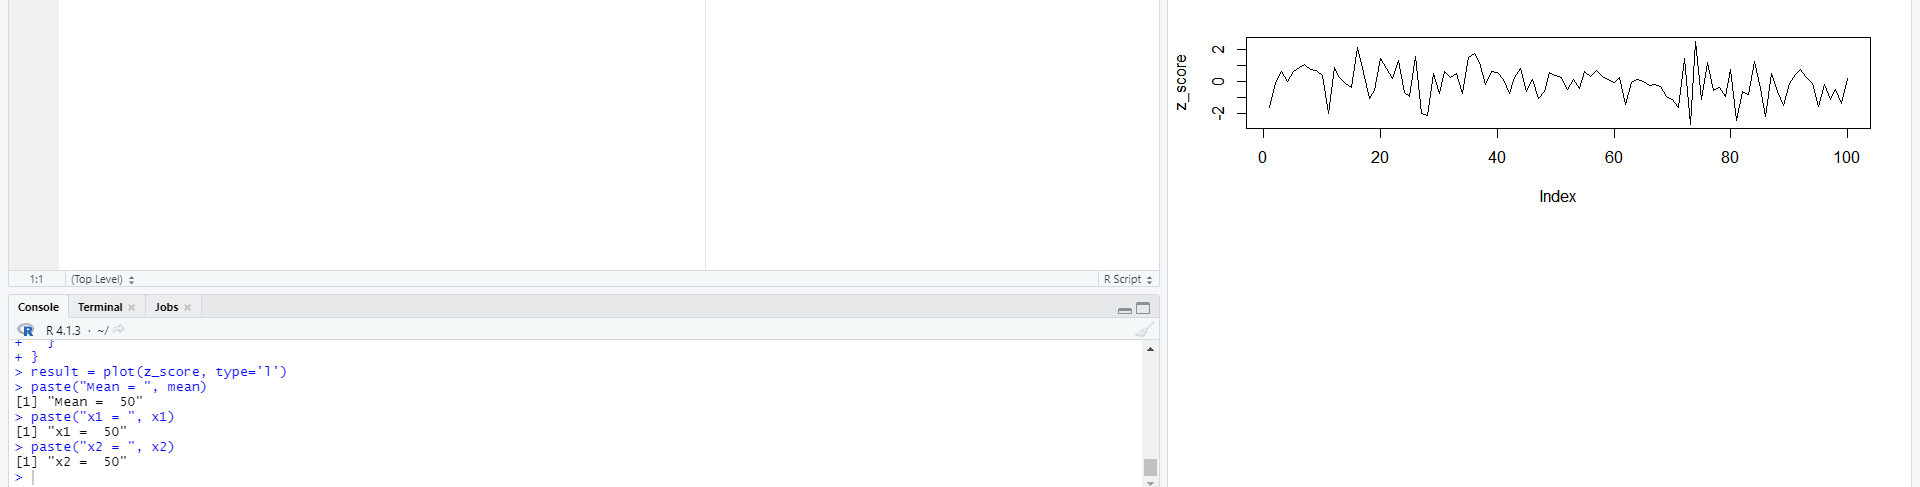 1:1 (Top Level) R Script
Console Terminal Jobs
R 4.1.3 · ~/
+ }
+ }
> result = plot(z_score, type='l')
> paste("Mean = ", mean)
[1] "Mean =  50"
> paste("x1 = ", x1)
[1] "x1 =  50"
> paste("x2 = ", x2)
[1] "x2 =  50"
>
z_score
2
0
-2
0 20 40 60 80 100
Index